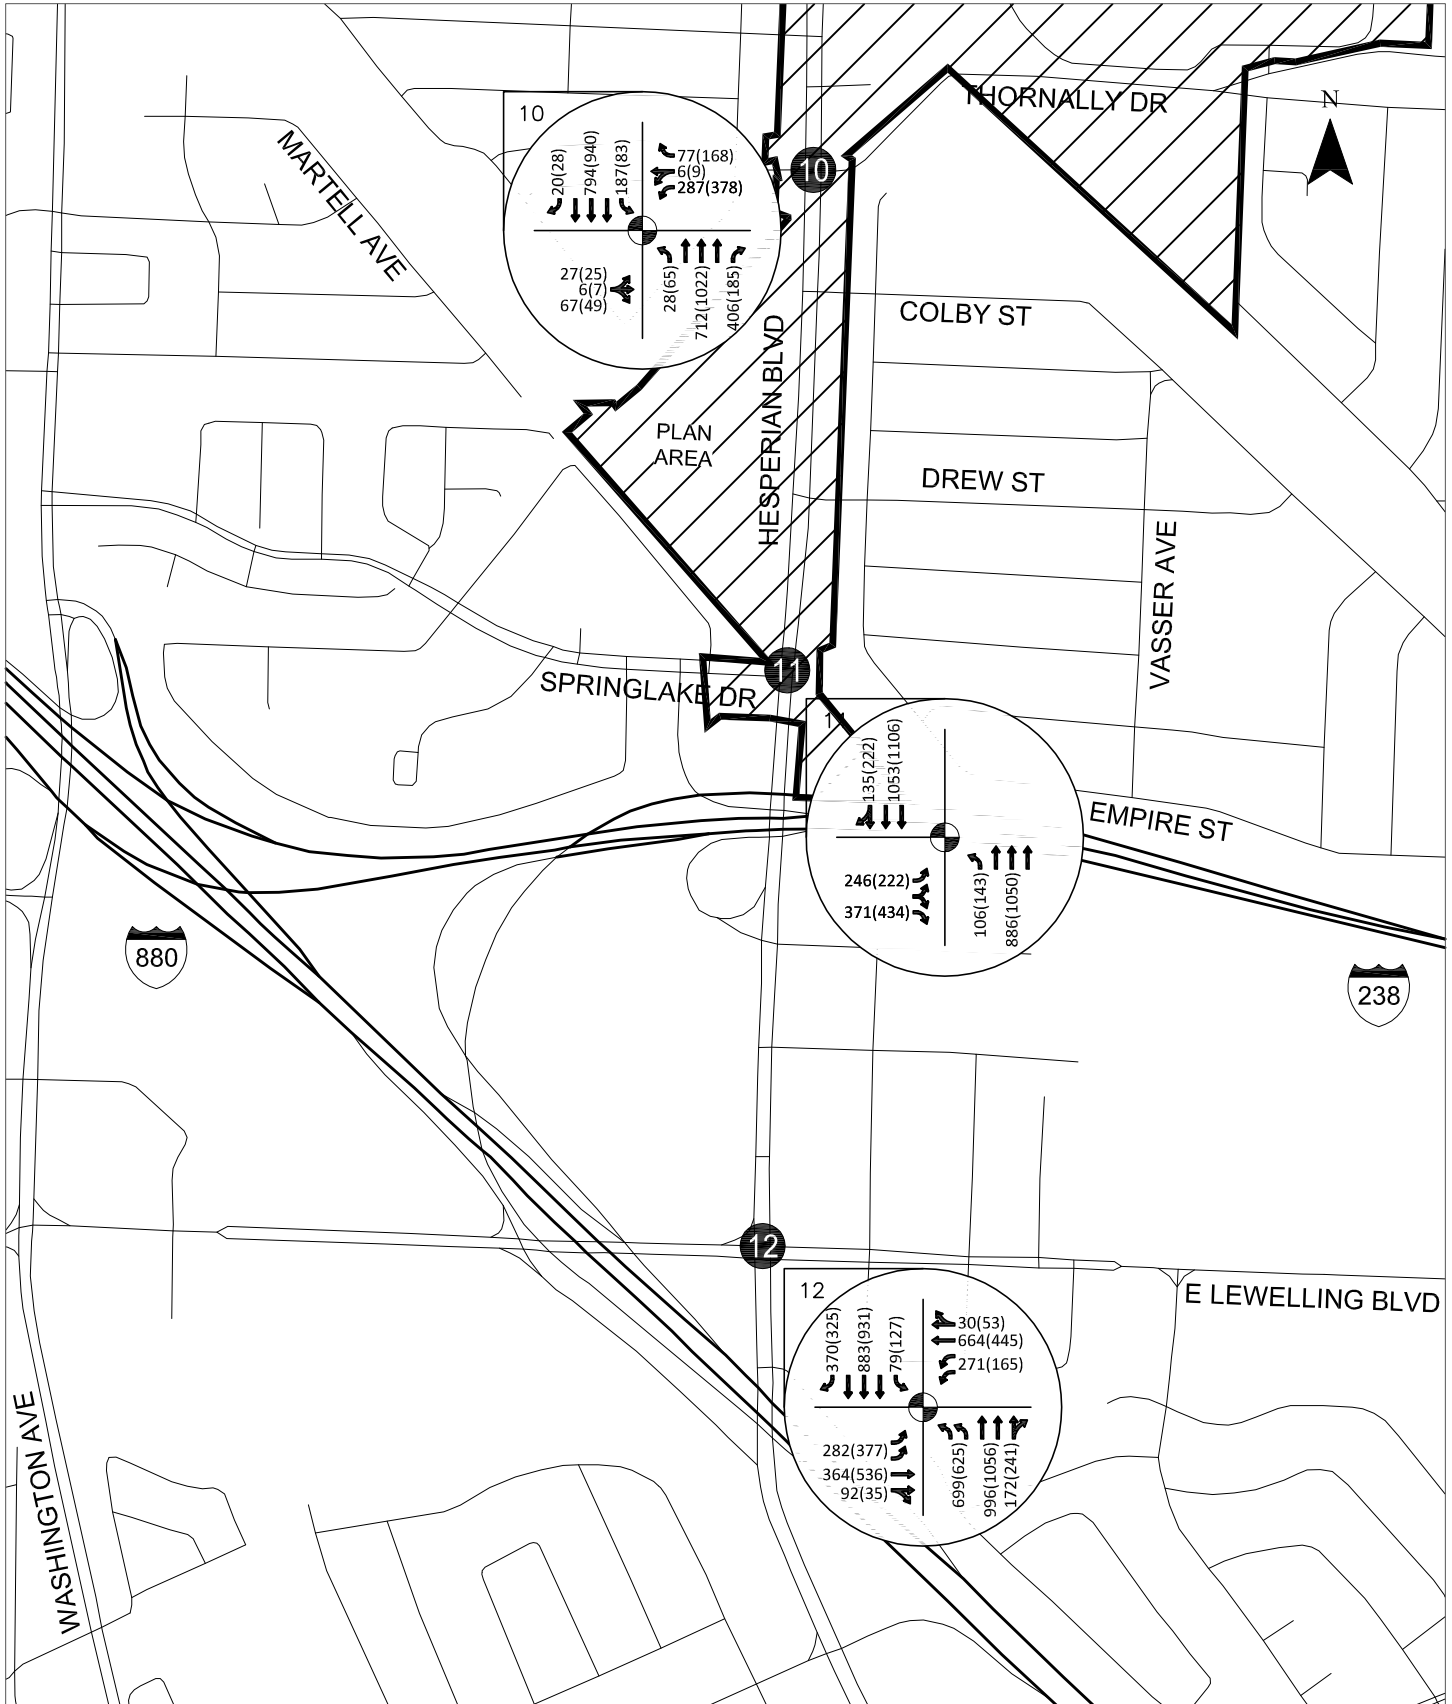 THORNALLY DR
N
10
20(28)
794(940)
187(83)
77(168)
6(9)
287(378)
27(25)
6(7)
67(49)
28(65)
712(1022)
406(185)
10
MARTELL AVE
COLBY ST
HESPERIAN BLVD
PLAN
AREA
DREW ST
VASSER AVE
11
SPRINGLAKE DR
11
135(222)
1053(1106)
246(222)
371(434)
106(143)
886(1050)
EMPIRE ST
880
238
12
E LEWELLING BLVD
12
370(325)
883(931)
79(127)
30(53)
664(445)
271(165)
282(377)
364(536)
92(35)
699(625)
996(1056)
172(241)
WASHINGTON AVE